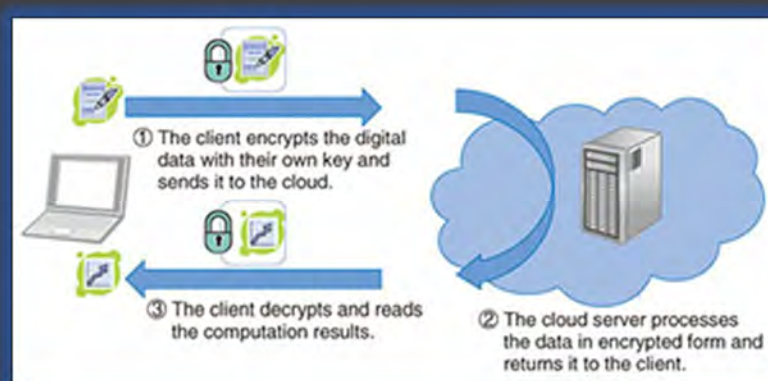 ① The client encrypts the digital
data with their own key and
sends it to the cloud.
② The cloud server processes
the data in encrypted form and
returns it to the client.
③ The client decrypts and reads
the computation results.